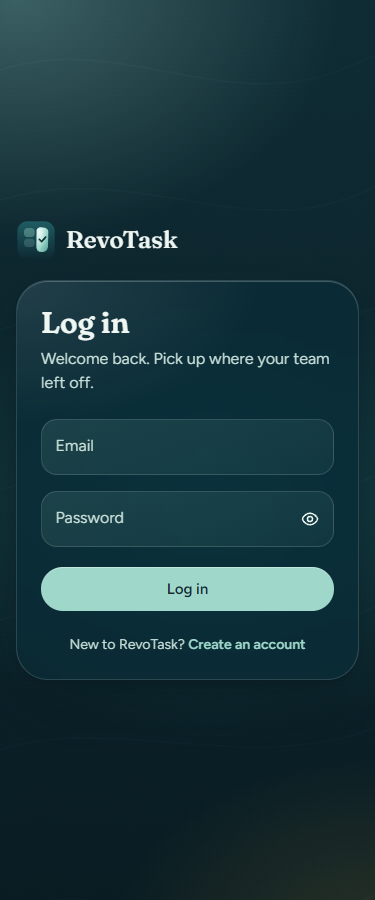 RevoTask
Log in
Welcome back. Pick up where your team
left off.
Email
Password
Log in
New to RevoTask? Create an account